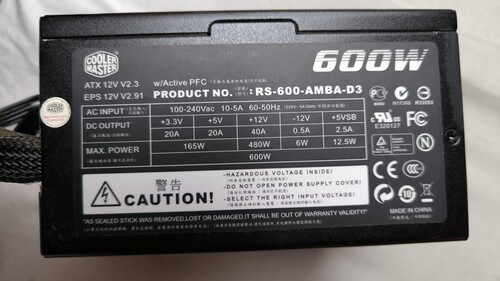 COOLER MASTER
600W
ATX 12V V2.3
EPS 12V V2.91
w/Active PFC
PRODUCT NO.: RS-600-AMBA-D3
AC INPUT 100-240Vac 10-5A 60-50Hz
DC OUTPUT +3.3V +5V +12V -12V +5VSB
20A 20A 40A 0.5A 2.5A
MAX. POWER 165W 480W 6W 12.5W
600W
E320127
警告
CAUTION!
-HAZARDOUS VOLTAGE INSIDE!
-DO NOT OPEN POWER SUPPLY COVER!
-SELECT THE RIGHT INPUT VOLTAGE!
"AS SEALED STICK WAS REMOVED,LOST OR DAMAGED,IT SHALL BE OUT OF WARRANTY SERVICE."
MADE IN CHINA